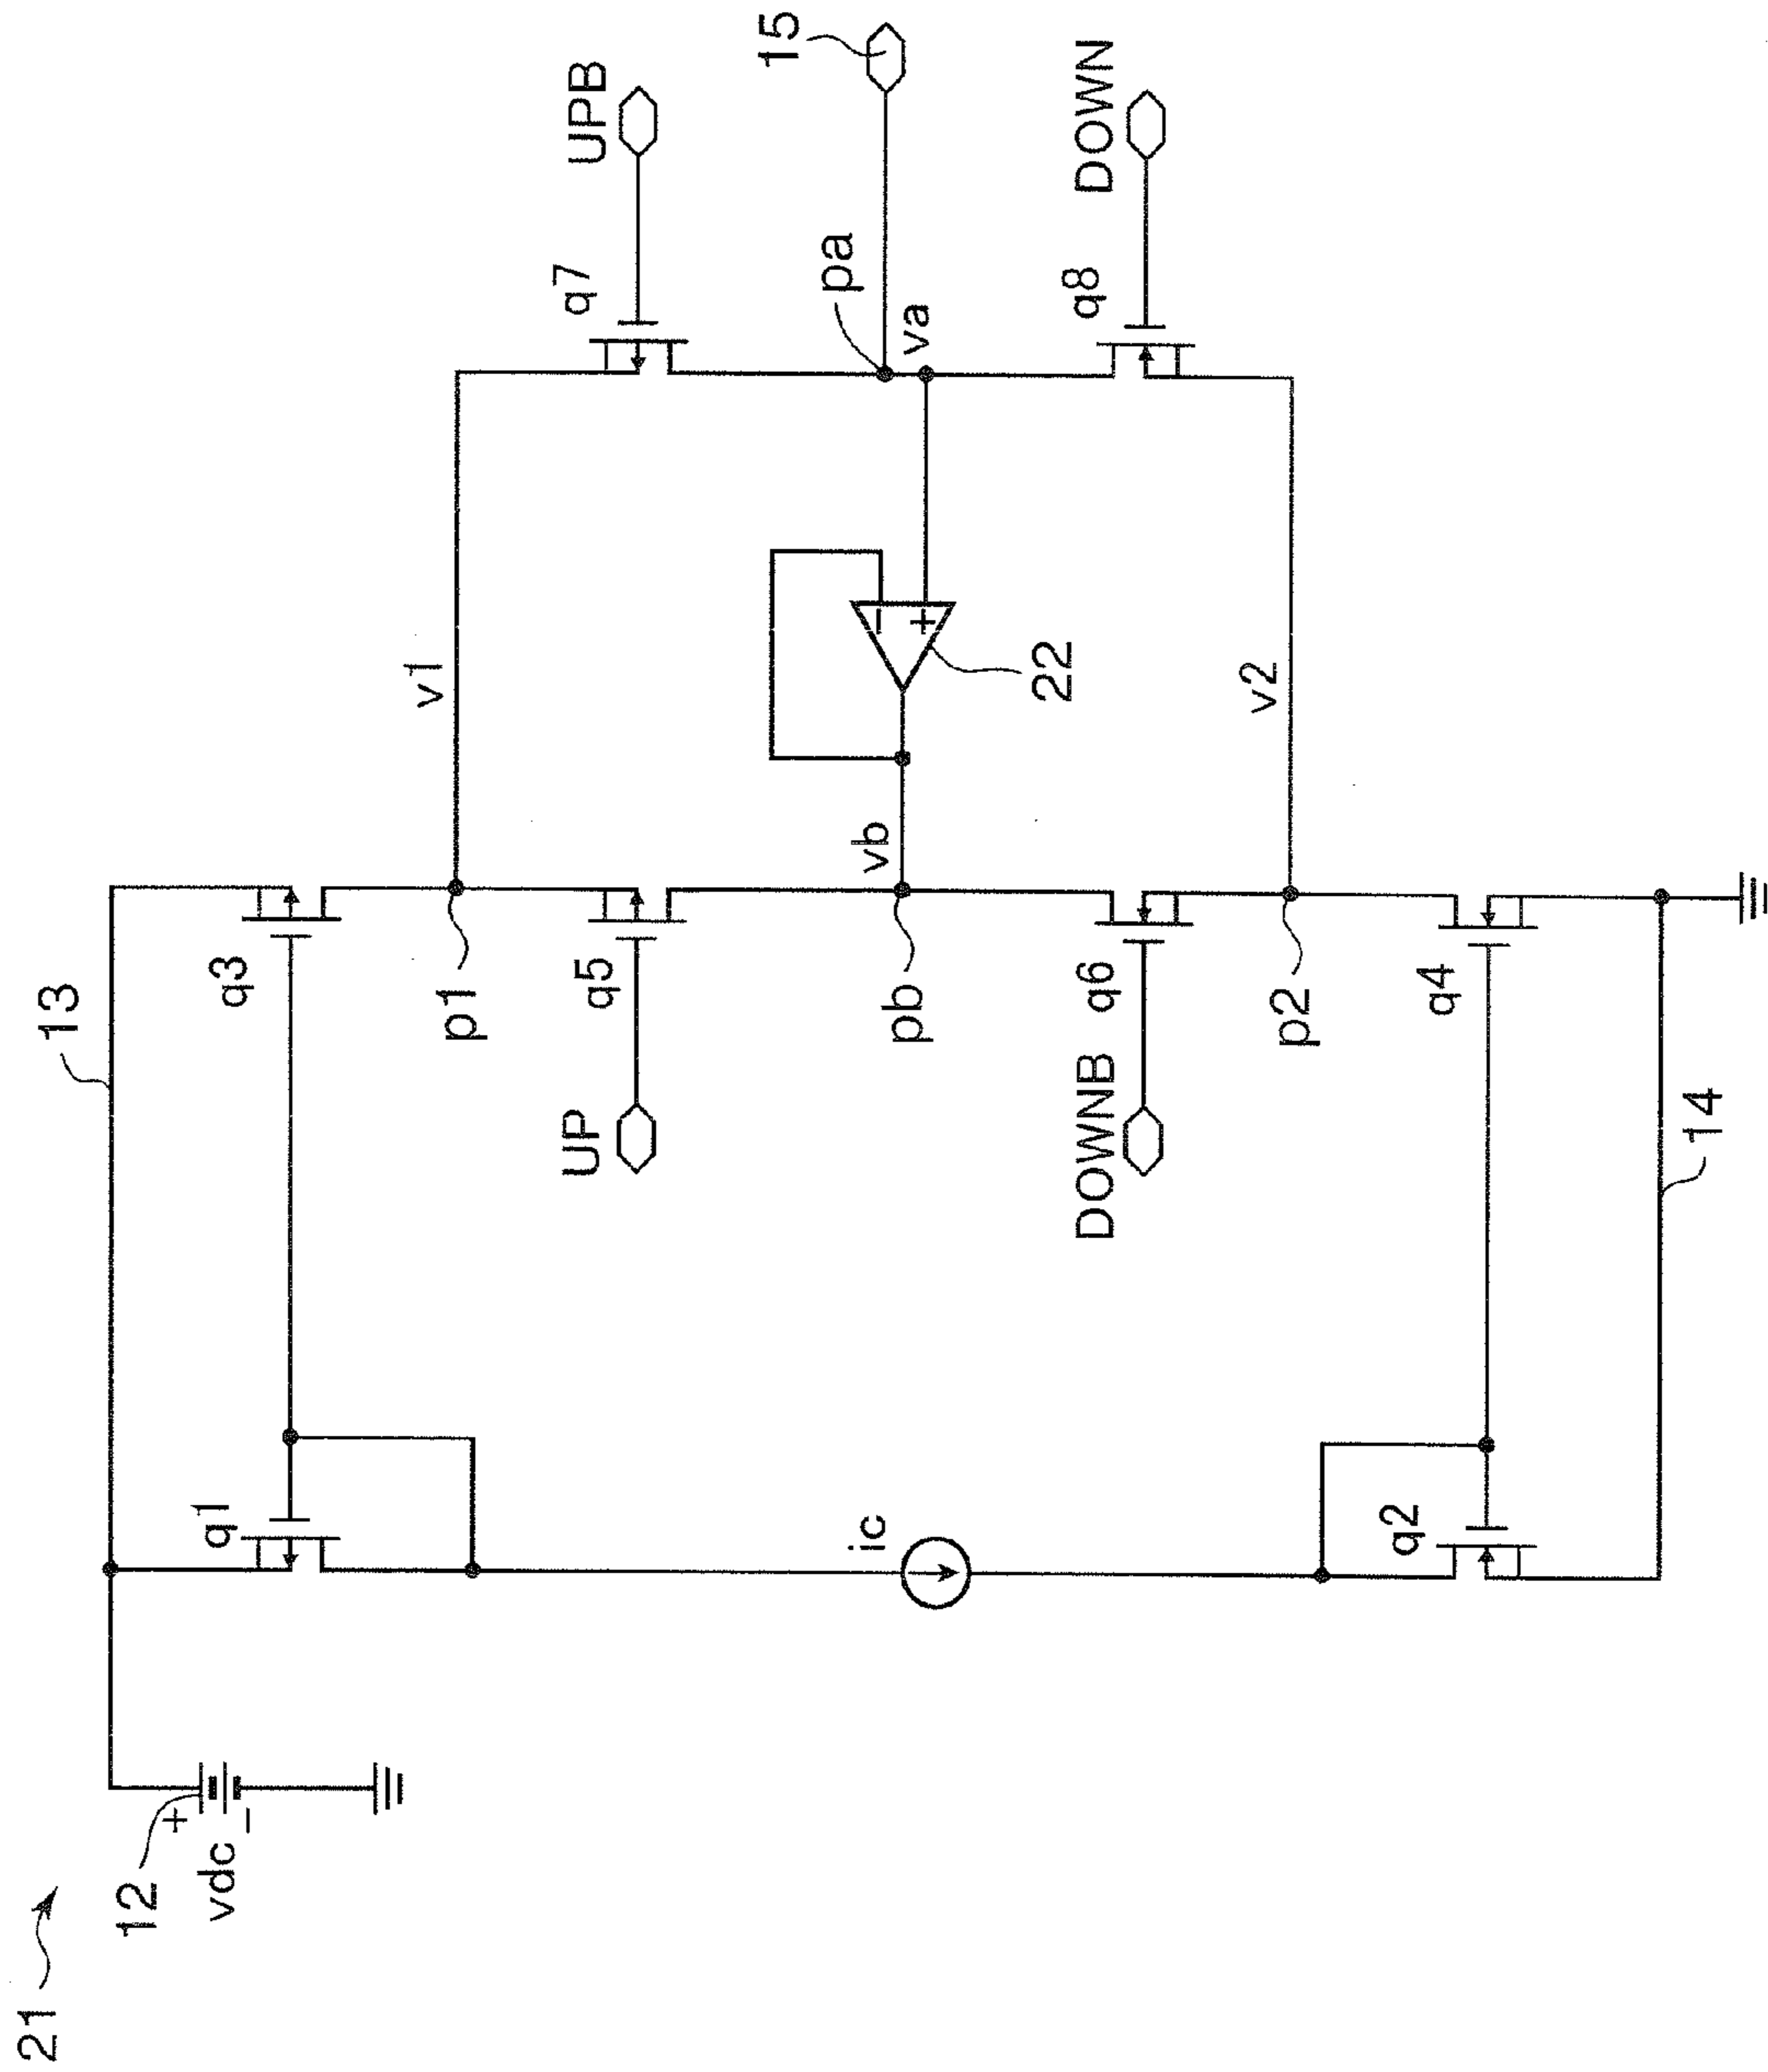 21
12
+
vdc
−
13
q1
q3
p1
v1
UP
q5
UPB
q7
ic
pb
vb
−
+
22
pa
va
15
DOWNB
q6
DOWN
q8
p2
v2
q2
q4
14